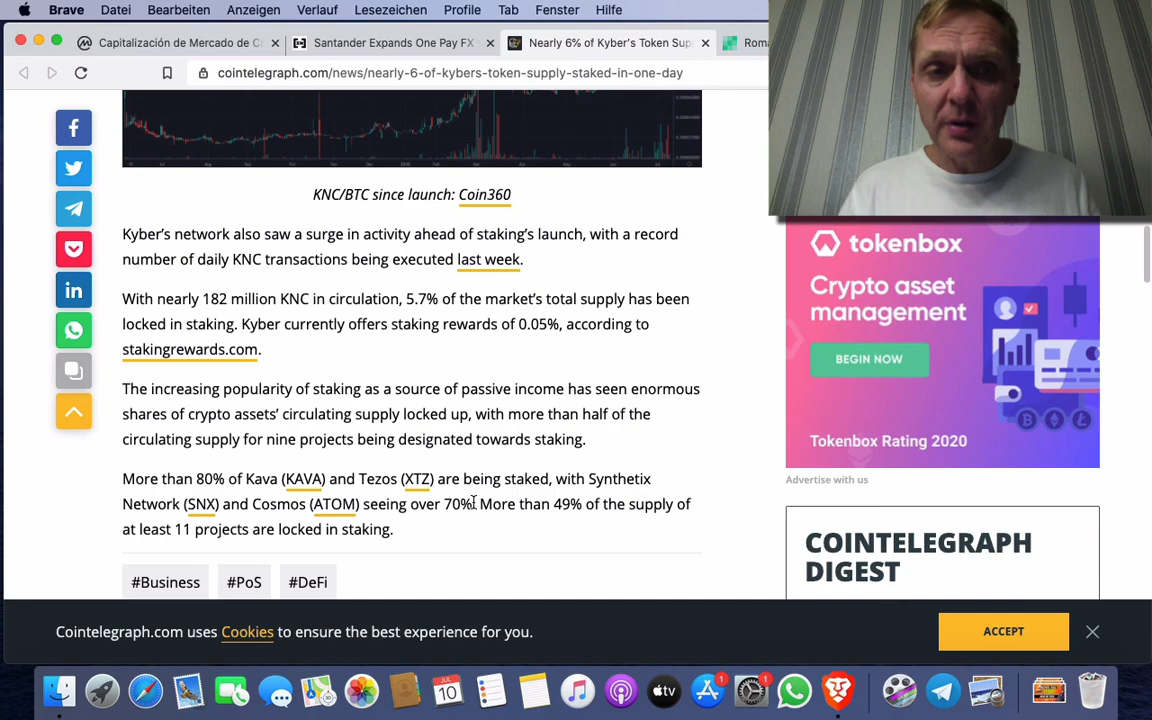 Brave Datei Bearbeiten Anzeigen Verlauf Lesezeichen Profile Tab Fenster Hilfe
Capitalización de Mercado de C
Santander Expands One Pay FX
Nearly 6% of Kyber's Token Sup
Roma
cointelegraph.com/news/nearly-6-of-kybers-token-supply-staked-in-one-day
KNC/BTC since launch: Coin360
Kyber's network also saw a surge in activity ahead of staking's launch, with a record
number of daily KNC transactions being executed last week.
With nearly 182 million KNC in circulation, 5.7% of the market's total supply has been
locked in staking. Kyber currently offers staking rewards of 0.05%, according to
stakingrewards.com.
The increasing popularity of staking as a source of passive income has seen enormous
shares of crypto assets' circulating supply locked up, with more than half of the
circulating supply for nine projects being designated towards staking.
More than 80% of Kava (KAVA) and Tezos (XTZ) are being staked, with Synthetix
Network (SNX) and Cosmos (ATOM) seeing over 70%. More than 49% of the supply of
at least 11 projects are locked in staking.
#Business #PoS #DeFi
tokenbox
Crypto asset
management
BEGIN NOW
Tokenbox Rating 2020
Advertise with us
COINTELEGRAPH
DIGEST
Cointelegraph.com uses Cookies to ensure the best experience for you.
ACCEPT
JUL
10
tv
1
1